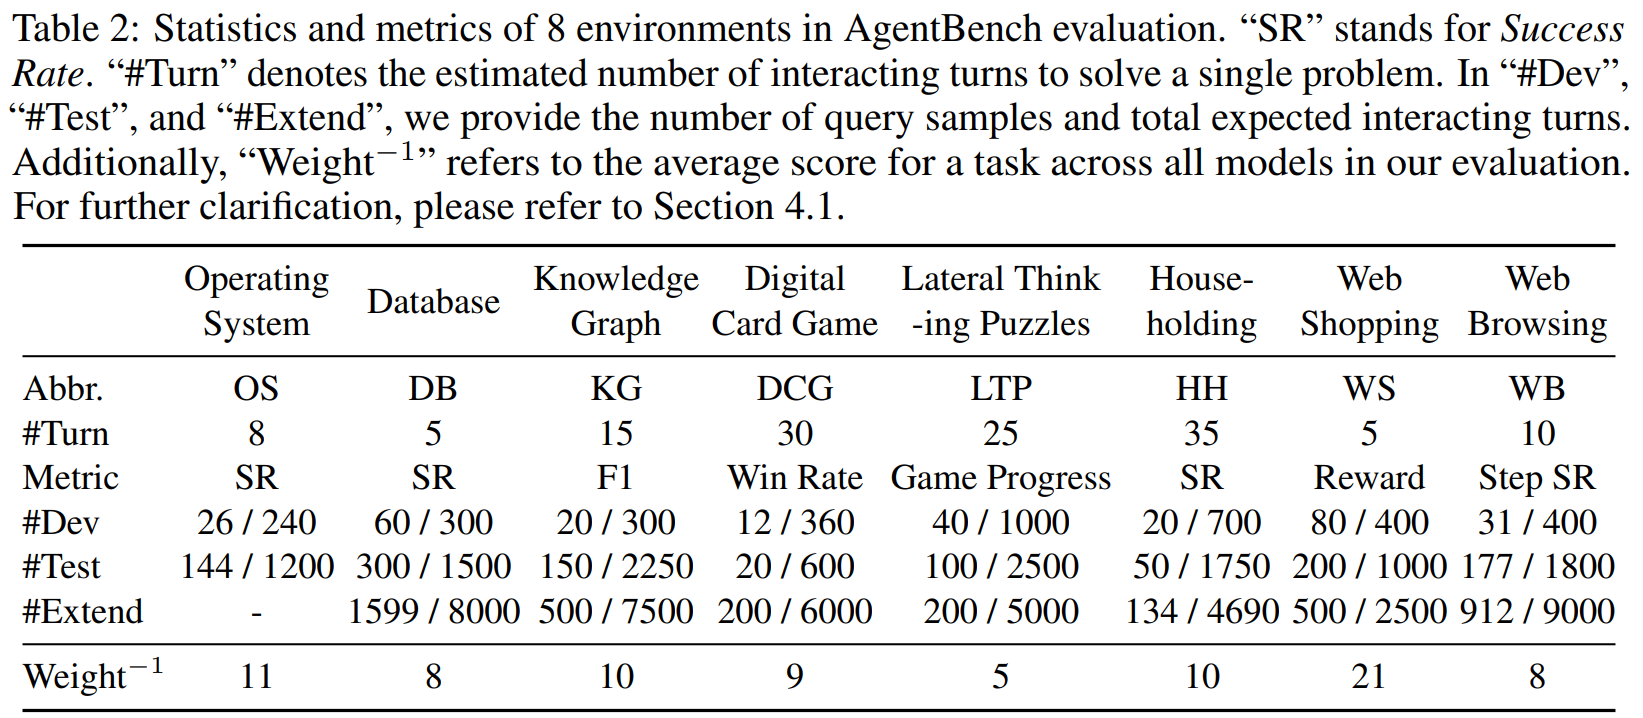 Table 2: Statistics and metrics of 8 environments in AgentBench evaluation. “SR” stands for Success
Rate. “#Turn” denotes the estimated number of interacting turns to solve a single problem. In “#Dev”,
“#Test”, and “#Extend”, we provide the number of query samples and total expected interacting turns.
Additionally, “Weight⁻¹” refers to the average score for a task across all models in our evaluation.
For further clarification, please refer to Section 4.1.
Operating System Database Knowledge Graph Digital Card Game Lateral Think -ing Puzzles House- holding Web Shopping Web Browsing
Abbr. OS DB KG DCG LTP HH WS WB
#Turn 8 5 15 30 25 35 5 10
Metric SR SR F1 Win Rate Game Progress SR Reward Step SR
#Dev 26 / 240 60 / 300 20 / 300 12 / 360 40 / 1000 20 / 700 80 / 400 31 / 400
#Test 144 / 1200 300 / 1500 150 / 2250 20 / 600 100 / 2500 50 / 1750 200 / 1000 177 / 1800
#Extend - 1599 / 8000 500 / 7500 200 / 6000 200 / 5000 134 / 4690 500 / 2500 912 / 9000
Weight⁻¹ 11 8 10 9 5 10 21 8